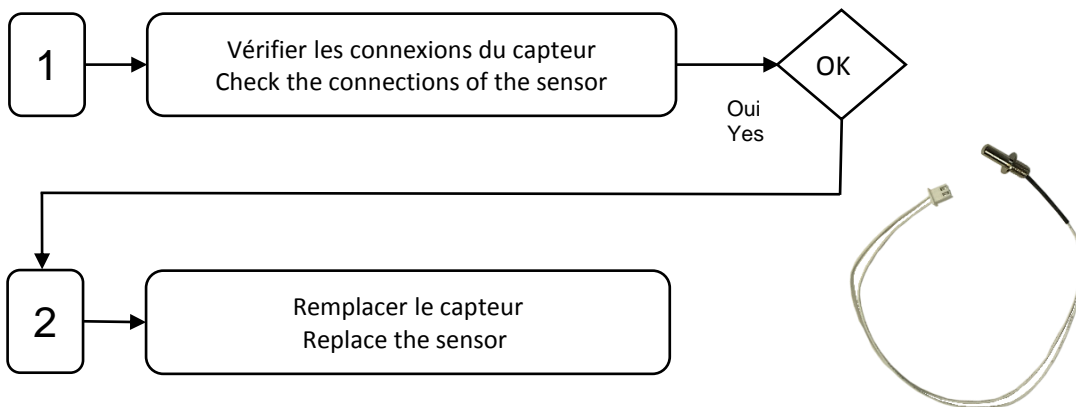 1
Vérifier les connexions du capteur
Check the connections of the sensor
OK
Oui
Yes
2
Remplacer le capteur
Replace the sensor